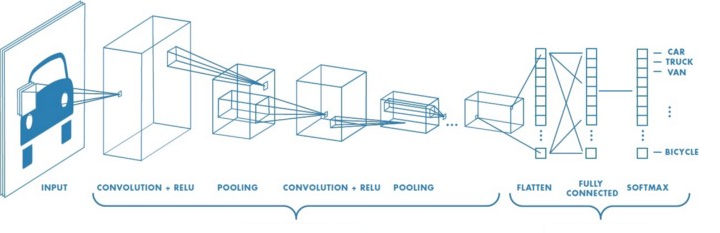 CAR
TRUCK
VAN
BICYCLE
INPUT
CONVOLUTION + RELU
POOLING
CONVOLUTION + RELU
POOLING
FLATTEN
FULLY
CONNECTED
SOFTMAX